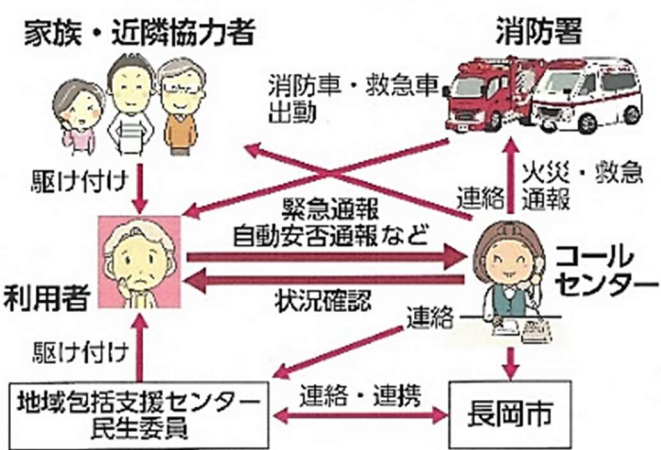 家族・近隣協力者
消防署
消防車・救急車
出動
駆け付け
連絡
火災・救急
通報
緊急通報
自動安否通報など
コール
センター
利用者
状況確認
連絡
駆け付け
地域包括支援センター
民生委員
連絡・連携
長岡市